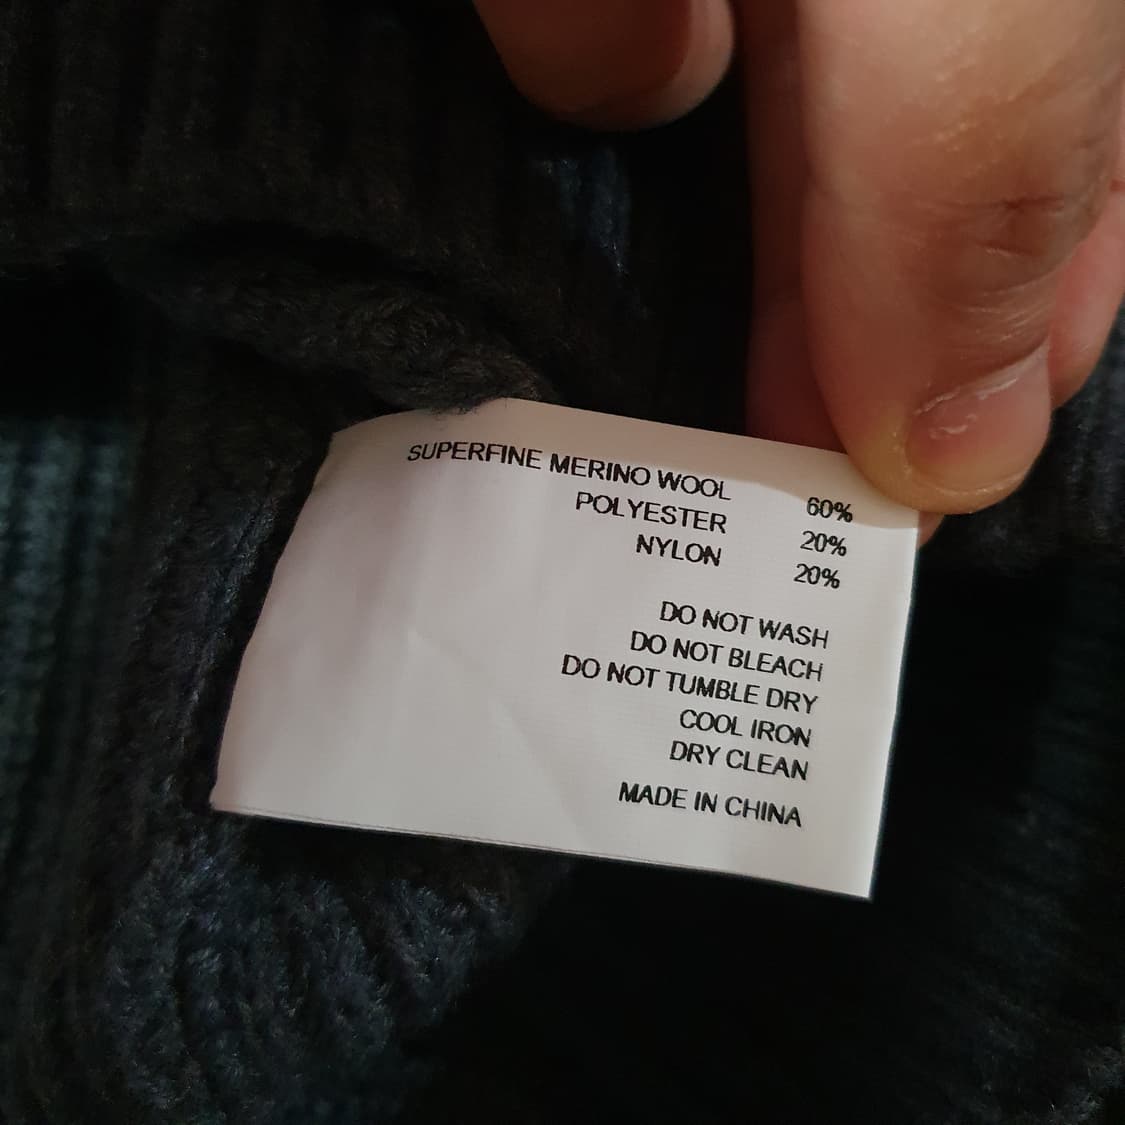 SUPERFINE MERINO WOOL 60%
POLYESTER 20%
NYLON 20%
DO NOT WASH
DO NOT BLEACH
DO NOT TUMBLE DRY
COOL IRON
DRY CLEAN
MADE IN CHINA